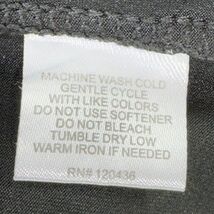 MACHINE WASH COLD
GENTLE CYCLE
WITH LIKE COLORS
DO NOT USE SOFTENER
DO NOT BLEACH
TUMBLE DRY LOW
WARM IRON IF NEEDED
RN# 120436